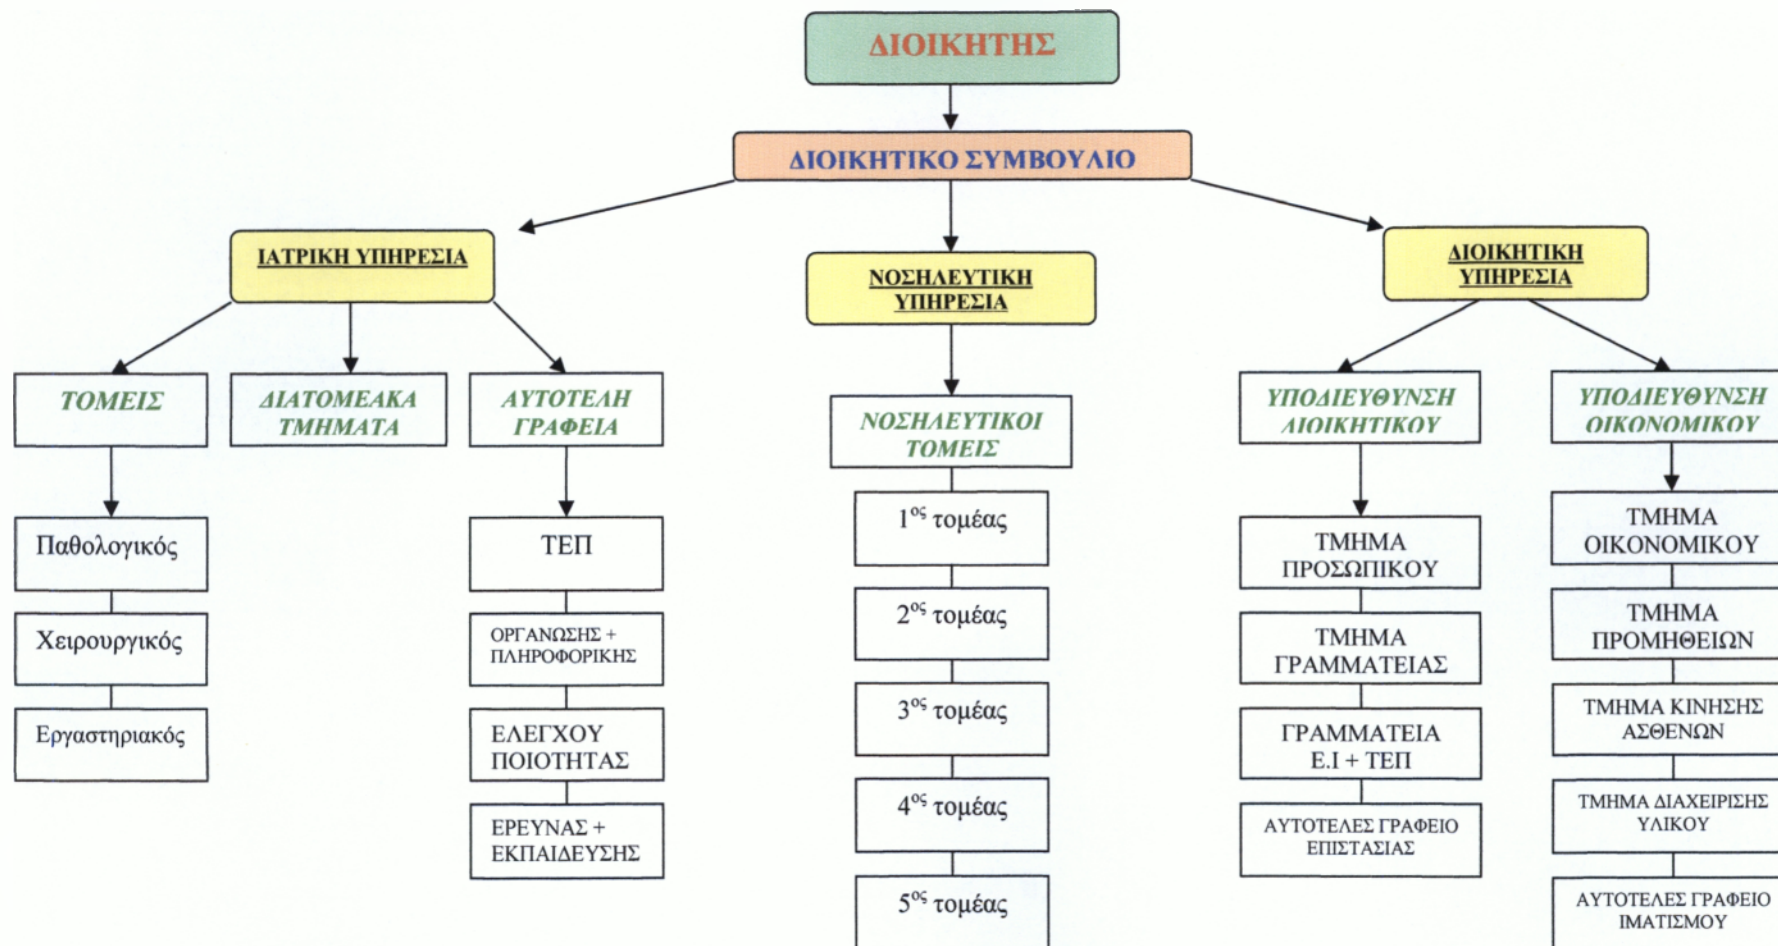 ΔΙΟΙΚΗΤΗΣ
ΔΙΟΙΚΗΤΙΚΟ ΣΥΜΒΟΥΛΙΟ
ΙΑΤΡΙΚΗ ΥΠΗΡΕΣΙΑ
ΝΟΣΗΛΕΥΤΙΚΗ
ΥΠΗΡΕΣΙΑ
ΔΙΟΙΚΗΤΙΚΗ
ΥΠΗΡΕΣΙΑ
ΤΟΜΕΙΣ
ΔΙΑΤΟΜΕΑΚΑ
ΤΜΗΜΑΤΑ
ΑΥΤΟΤΕΛΗ
ΓΡΑΦΕΙΑ
ΝΟΣΗΛΕΥΤΙΚΟΙ
ΤΟΜΕΙΣ
ΥΠΟΔΙΕΥΘΥΝΣΗ
ΔΙΟΙΚΗΤΙΚΟΥ
ΥΠΟΔΙΕΥΘΥΝΣΗ
ΟΙΚΟΝΟΜΙΚΟΥ
Παθολογικός
Χειρουργικός
Εργαστηριακός
ΤΕΠ
ΟΡΓΑΝΩΣΗΣ +
ΠΛΗΡΟΦΟΡΙΚΗΣ
ΕΛΕΓΧΟΥ
ΠΟΙΟΤΗΤΑΣ
ΕΡΕΥΝΑΣ +
ΕΚΠΑΙΔΕΥΣΗΣ
1ος τομέας
2ος τομέας
3ος τομέας
4ος τομέας
5ος τομέας
ΤΜΗΜΑ
ΠΡΟΣΩΠΙΚΟΥ
ΤΜΗΜΑ
ΓΡΑΜΜΑΤΕΙΑΣ
ΓΡΑΜΜΑΤΕΙΑ
Ε.Ι + ΤΕΠ
ΑΥΤΟΤΕΛΕΣ ΓΡΑΦΕΙΟ
ΕΠΙΣΤΑΣΙΑΣ
ΤΜΗΜΑ
ΟΙΚΟΝΟΜΙΚΟΥ
ΤΜΗΜΑ
ΠΡΟΜΗΘΕΙΩΝ
ΤΜΗΜΑ ΚΙΝΗΣΗΣ
ΑΣΘΕΝΩΝ
ΤΜΗΜΑ ΔΙΑΧΕΙΡΙΣΗΣ
ΥΛΙΚΟΥ
ΑΥΤΟΤΕΛΕΣ ΓΡΑΦΕΙΟ
ΙΜΑΤΙΣΜΟΥ